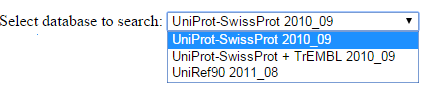 Select database to search: UniProt-SwissProt 2010_09
UniProt-SwissProt 2010_09
UniProt-SwissProt + TrEMBL 2010_09
UniRef90 2011_08